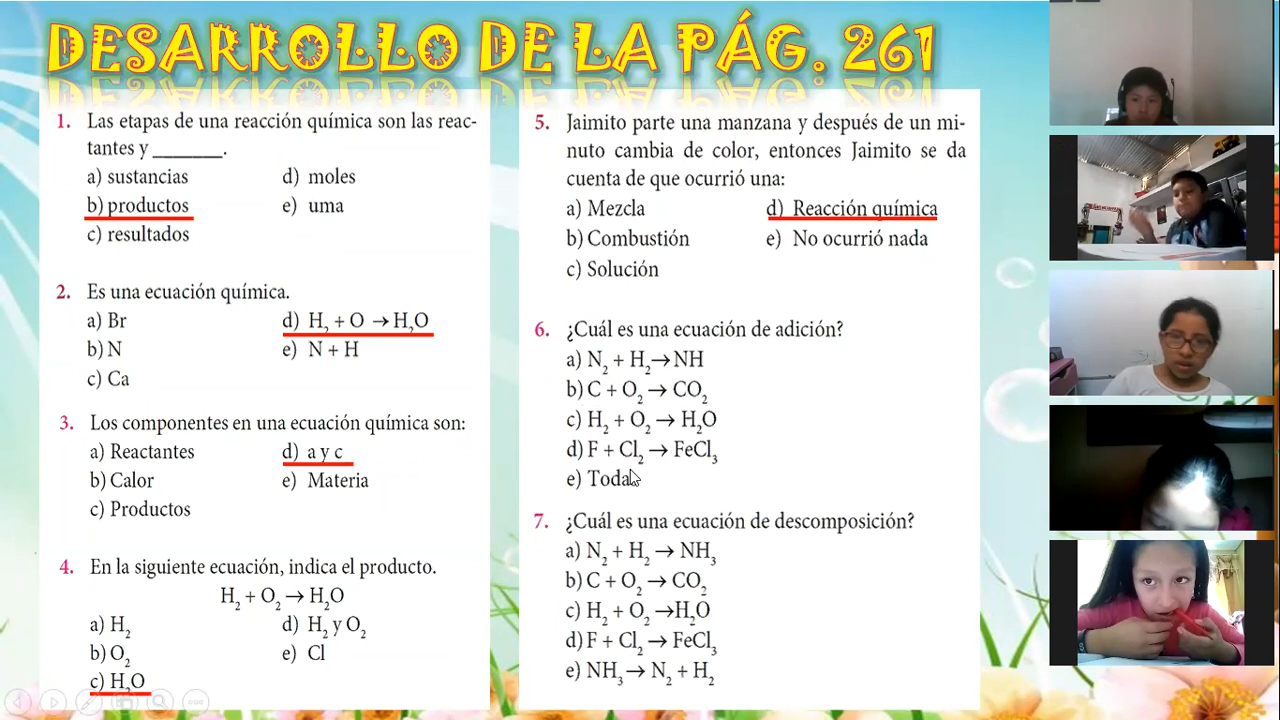 DESARROLLO DE LA PÁG. 261
1. Las etapas de una reacción química son las reac-
tantes y _______.
a) sustancias d) moles
b) productos e) uma
c) resultados
2. Es una ecuación química.
a) Br d) H₂ + O → H₂O
b) N e) N + H
c) Ca
3. Los componentes en una ecuación química son:
a) Reactantes d) a y c
b) Calor e) Materia
c) Productos
4. En la siguiente ecuación, indica el producto.
H₂ + O₂ → H₂O
a) H₂ d) H₂ y O₂
b) O₂ e) Cl
c) H₂O
5. Jaimito parte una manzana y después de un mi-
nuto cambia de color, entonces Jaimito se da
cuenta de que ocurrió una:
a) Mezcla d) Reacción química
b) Combustión e) No ocurrió nada
c) Solución
6. ¿Cuál es una ecuación de adición?
a) N₂ + H₂ → NH
b) C + O₂ → CO₂
c) H₂ + O₂ → H₂O
d) F + Cl₂ → FeCl₃
e) Todas
7. ¿Cuál es una ecuación de descomposición?
a) N₂ + H₂ → NH₃
b) C + O₂ → CO₂
c) H₂ + O₂ → H₂O
d) F + Cl₂ → FeCl₃
e) NH₃ → N₂ + H₂